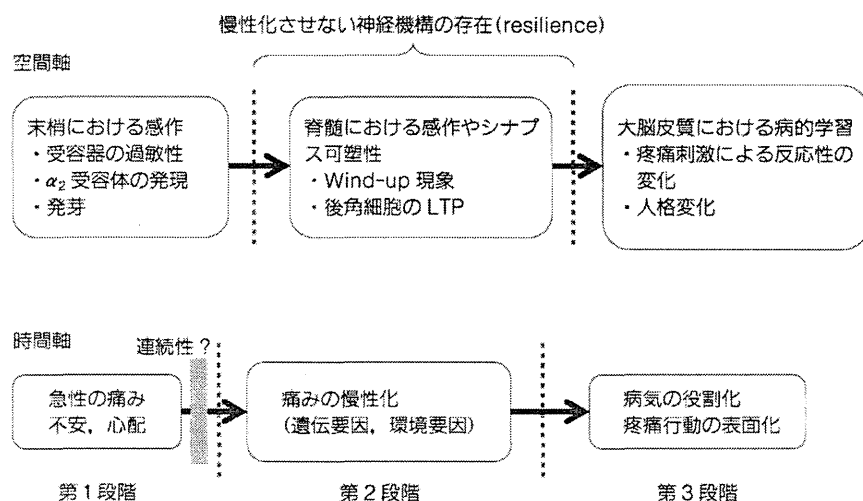 慢性化させない神経機構の存在(resilience)
空間軸
末梢における感作
・受容器の過敏性
・α2 受容体の発現
・発芽
脊髄における感作やシナプ
ス可塑性
・Wind-up 現象
・後角細胞の LTP
大脳皮質における病的学習
・疼痛刺激による反応性の
変化
・人格変化
時間軸
連続性？
急性の痛み
不安，心配
痛みの慢性化
(遺伝要因，環境要因)
病気の役割化
疼痛行動の表面化
第1段階
第2段階
第3段階